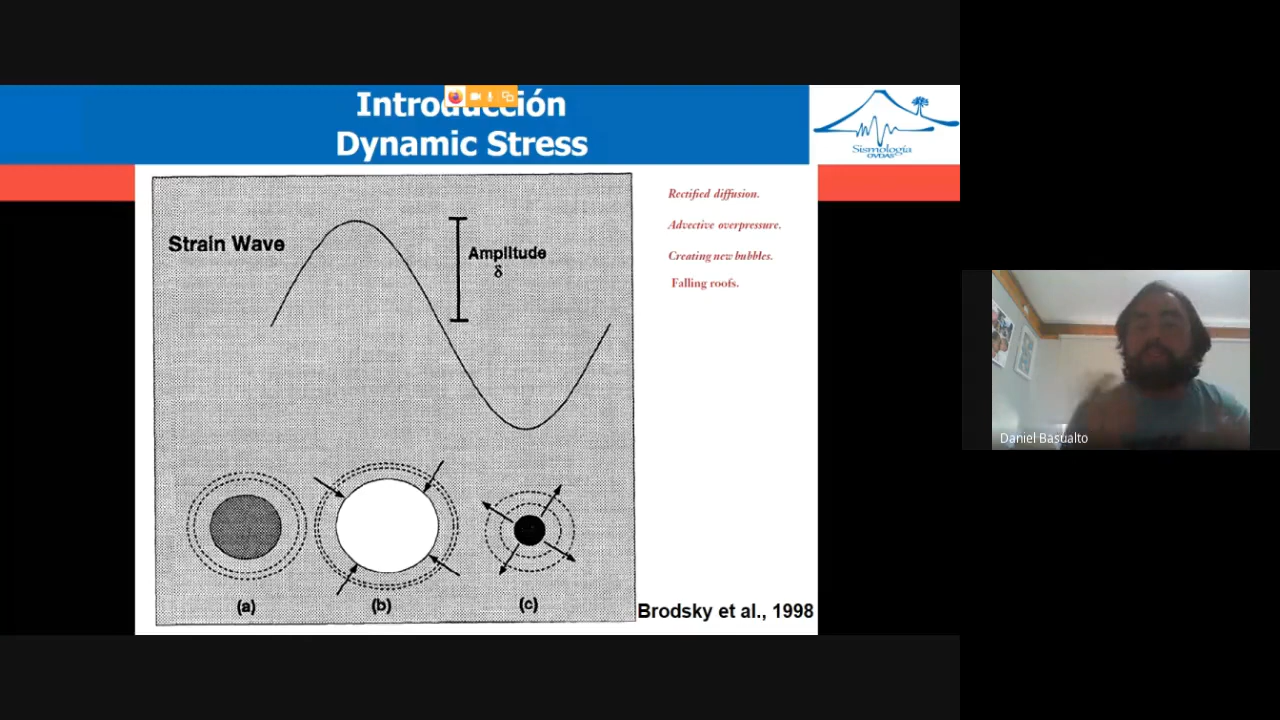 Introducción
Dynamic Stress
Sismología
OVDAS
Strain Wave
Amplitude
δ
Rectified diffusion.
Advective overpressure.
Creating new bubbles.
Falling roofs.
(a)
(b)
(c)
Brodsky et al., 1998
Daniel Basualto